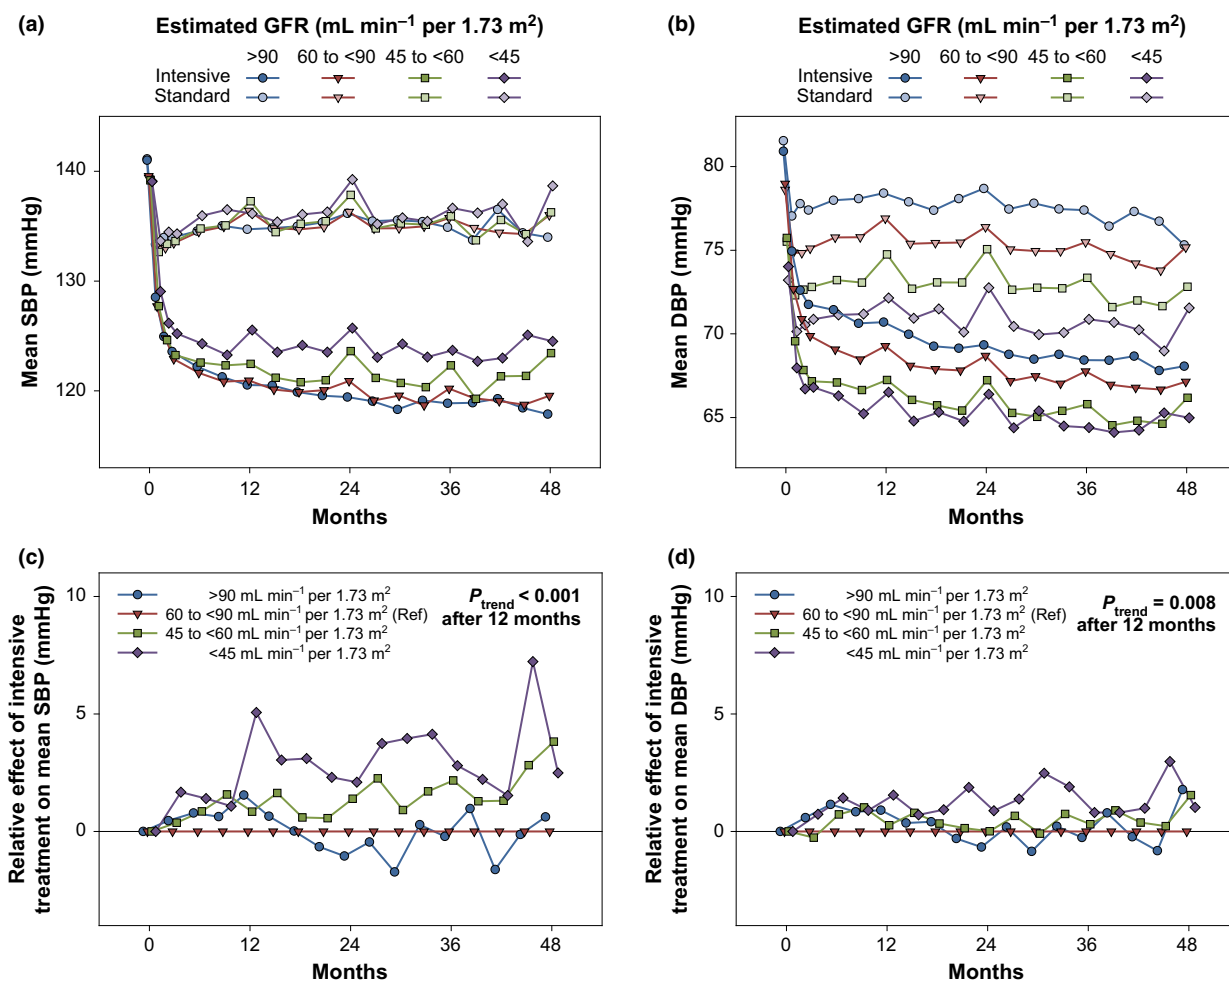 (a)
Estimated GFR (mL min⁻¹ per 1.73 m²)
>90 60 to <90 45 to <60 <45
Intensive
Standard
140
130
120
Mean SBP (mmHg)
0 12 24 36 48
Months
(b)
Estimated GFR (mL min⁻¹ per 1.73 m²)
>90 60 to <90 45 to <60 <45
Intensive
Standard
80
75
70
65
Mean DBP (mmHg)
0 12 24 36 48
Months
(c)
>90 mL min⁻¹ per 1.73 m²
60 to <90 mL min⁻¹ per 1.73 m² (Ref)
45 to <60 mL min⁻¹ per 1.73 m²
<45 mL min⁻¹ per 1.73 m²
P trend < 0.001
after 12 months
10
5
0
Relative effect of intensive
treatment on mean SBP (mmHg)
0 12 24 36 48
Months
(d)
>90 mL min⁻¹ per 1.73 m²
60 to <90 mL min⁻¹ per 1.73 m² (Ref)
45 to <60 mL min⁻¹ per 1.73 m²
<45 mL min⁻¹ per 1.73 m²
P trend = 0.008
after 12 months
10
5
0
Relative effect of intensive
treatment on mean DBP (mmHg)
0 12 24 36 48
Months